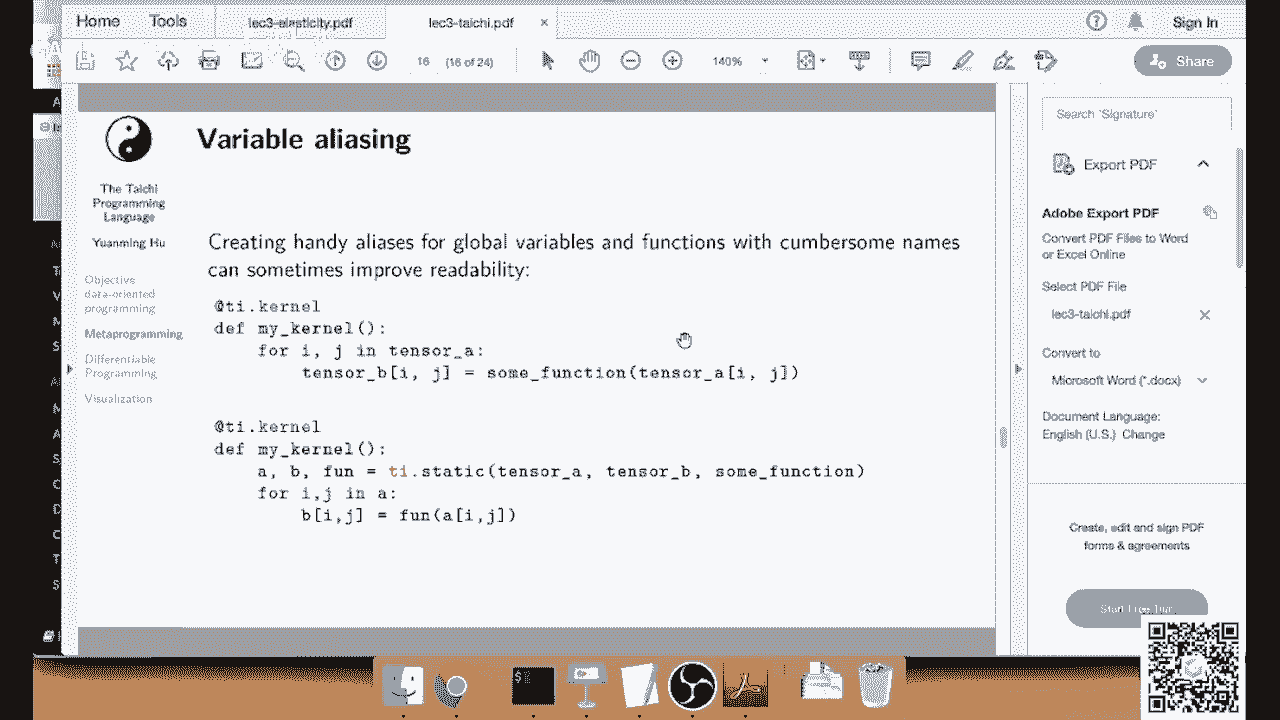 Home
Tools
lec3-elasticity.pdf
lec3-taichi.pdf
×
Sign In
16
(16 of 24)
140%
Share
Variable aliasing
The Taichi
Programming
Language
Yuanming Hu
Objective
data-oriented
programming
Metaprogramming
Differentiable
Programming
Visualization
Creating handy aliases for global variables and functions with cumbersome names
can sometimes improve readability:
@ti.kernel
def my_kernel():
for i, j in tensor_a:
tensor_b[i, j] = some_function(tensor_a[i, j])
@ti.kernel
def my_kernel():
a, b, fun = ti.static(tensor_a, tensor_b, some_function)
for i,j in a:
b[i,j] = fun(a[i,j])
Search 'Signature'
Export PDF
Adobe Export PDF
Convert PDF Files to Word
or Excel Online
Select PDF File
lec3-taichi.pdf
Convert to
Microsoft Word (*.docx)
Document Language:
English (U.S.) Change
Create, edit and sign PDF
forms & agreements
Start Free Trial